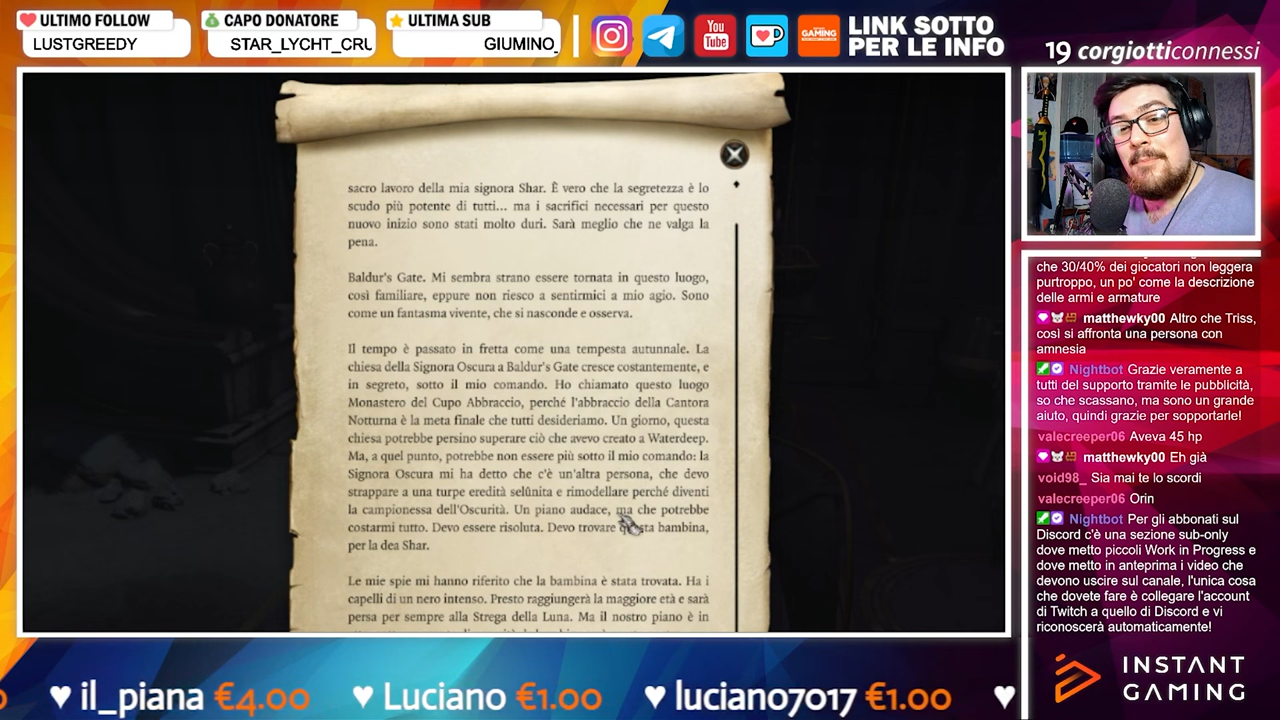 ULTIMO FOLLOW
LUSTGREEDY
CAPO DONATORE
STAR_LYCHT_CRU
ULTIMA SUB
GIUMINO_
You
Tube
GAMING
LINK SOTTO
PER LE INFO
19 corgiotticonnessi
sacro lavoro della mia signora Shar. È vero che la segretezza è lo
scudo più potente di tutti... ma i sacrifici necessari per questo
nuovo inizio sono stati molto duri. Sarà meglio che ne valga la
pena.
Baldur's Gate. Mi sembra strano essere tornata in questo luogo,
così familiare, eppure non riesco a sentirmici a mio agio. Sono
come un fantasma vivente, che si nasconde e osserva.
Il tempo è passato in fretta come una tempesta autunnale. La
chiesa della Signora Oscura a Baldur's Gate cresce costantemente, e
in segreto, sotto il mio comando. Ho chiamato questo luogo
Monastero del Cupo Abbraccio, perché l'abbraccio della Cantora
Notturna è la meta finale che tutti desideriamo. Un giorno, questa
chiesa potrebbe persino superare ciò che avevo creato a Waterdeep.
Ma, a quel punto, potrebbe non essere più sotto il mio comando: la
Signora Oscura mi ha detto che c'è un'altra persona, che devo
strappare a una turpe eredità selûnita e rimodellare perché diventi
la campionessa dell'Oscurità. Un piano audace, ma che potrebbe
costarmi tutto. Devo essere risoluta. Devo trovare questa bambina,
per la dea Shar.
Le mie spie mi hanno riferito che la bambina è stata trovata. Ha i
capelli di un nero intenso. Presto raggiungerà la maggiore età e sarà
persa per sempre alla Strega della Luna. Ma il nostro piano è in
che 30/40% dei giocatori non leggera
purtroppo, un po' come la descrizione
delle armi e armature
matthewky00 Altro che Triss,
così si affronta una persona con
amnesia
Nightbot Grazie veramente a
tutti del supporto tramite le pubblicità,
so che scassano, ma sono un grande
aiuto, quindi grazie per sopportarle!
valecreeper06 Aveva 45 hp
matthewky00 Eh già
void98_ Sia mai te lo scordi
valecreeper06 Orin
Nightbot Per gli abbonati sul
Discord c'è una sezione sub-only
dove metto piccoli Work in Progress e
dove metto in anteprima i video che
devono uscire sul canale, l'unica cosa
che dovete fare è collegare l'account
di Twitch a quello di Discord e vi
riconoscerà automaticamente!
INSTANT
GAMING
il_piana €4.00
Luciano €1.00
luciano7017 €1.00